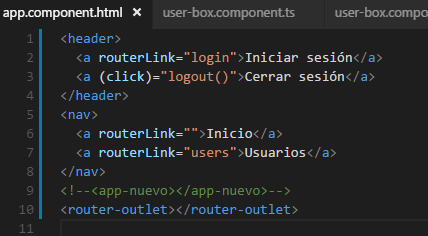 app.component.html × user-box.component.ts user-box.compo
1 <header>
2 <a routerLink="login">Iniciar sesión</a>
3 <a (click)="logout()">Cerrar sesión</a>
4 </header>
5 <nav>
6 <a routerLink="">Inicio</a>
7 <a routerLink="users">Usuarios</a>
8 </nav>
9 <!--<app-nuevo></app-nuevo>-->
10 <router-outlet></router-outlet>
11